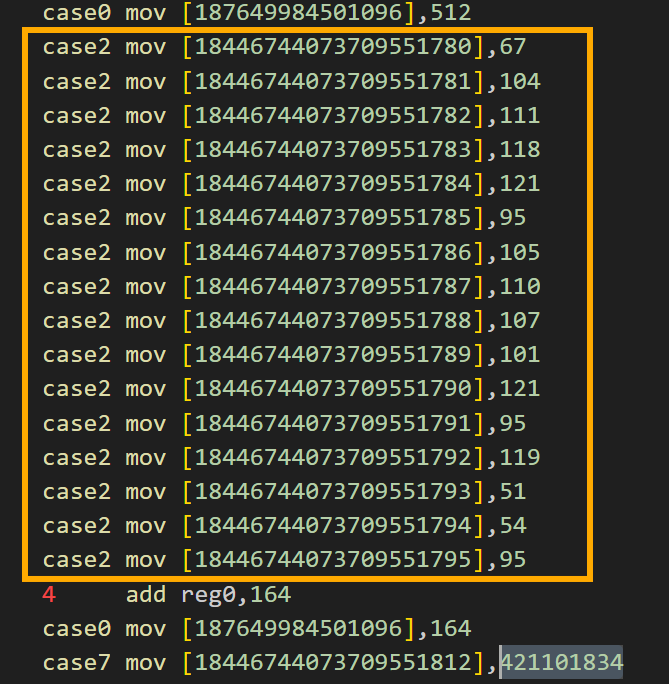 case0 mov [187649984501096],512
case2 mov [18446744073709551780],67
case2 mov [18446744073709551781],104
case2 mov [18446744073709551782],111
case2 mov [18446744073709551783],118
case2 mov [18446744073709551784],121
case2 mov [18446744073709551785],95
case2 mov [18446744073709551786],105
case2 mov [18446744073709551787],110
case2 mov [18446744073709551788],107
case2 mov [18446744073709551789],101
case2 mov [18446744073709551790],121
case2 mov [18446744073709551791],95
case2 mov [18446744073709551792],119
case2 mov [18446744073709551793],51
case2 mov [18446744073709551794],54
case2 mov [18446744073709551795],95
4 add reg0,164
case0 mov [187649984501096],164
case7 mov [18446744073709551812],421101834